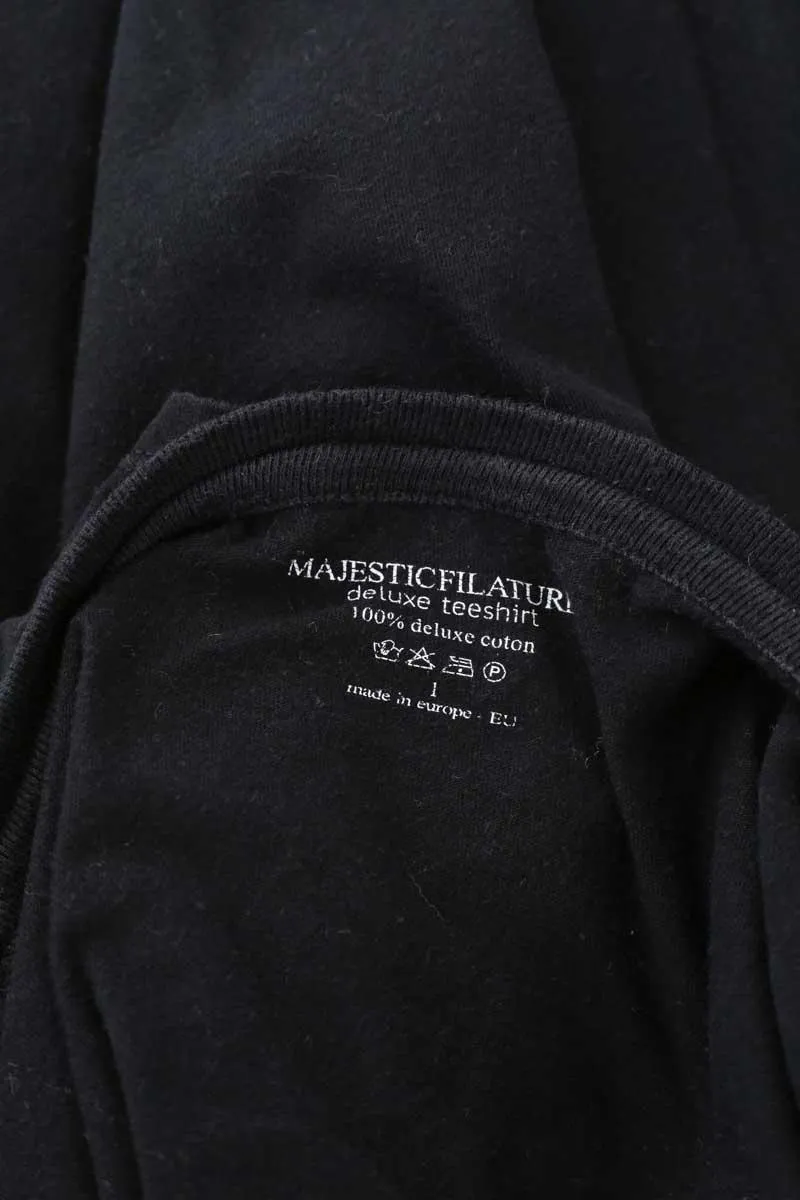 MAJESTICFILATURE
deluxe teeshirt
100% deluxe coton
P
1
made in europe - EU